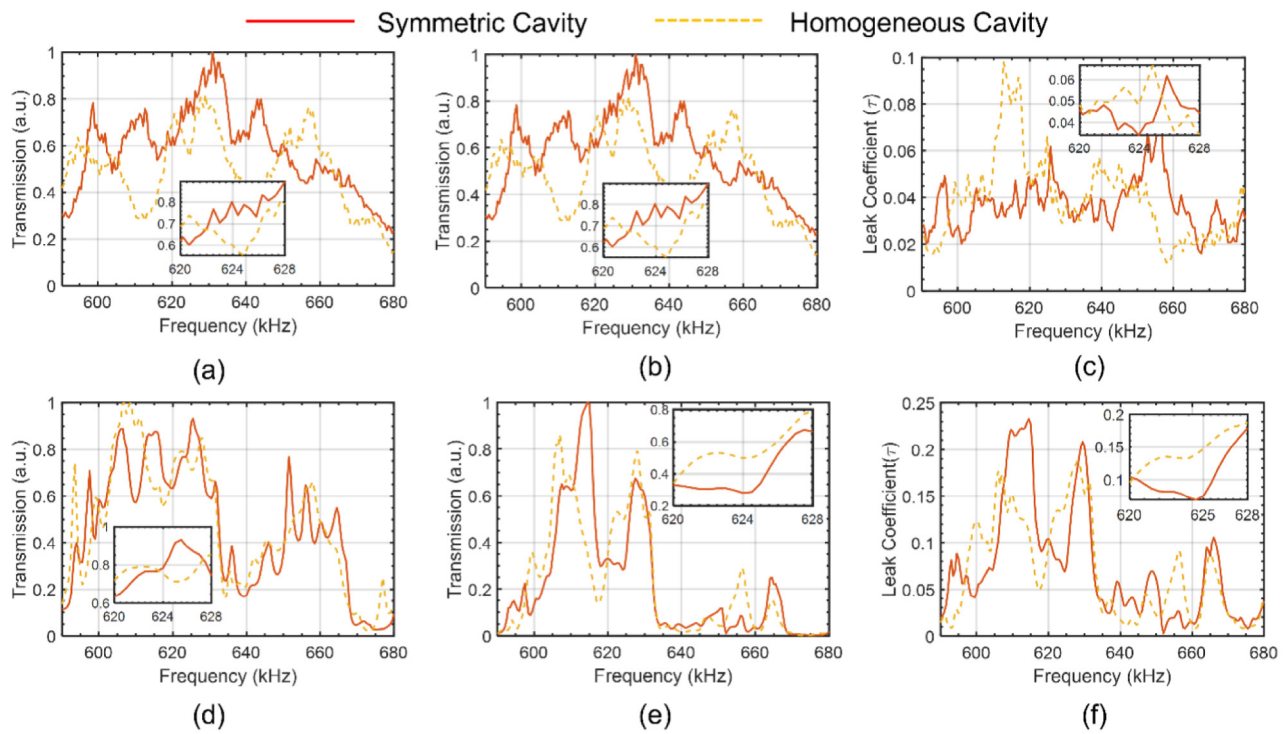 Symmetric Cavity Homogeneous Cavity
1
0.8
0.6
0.4
0.2
0
Transmission (a.u.)
0.8
0.7
0.6
620 624 628
600 620 640 660 680
Frequency (kHz)
(a)
1
0.8
0.6
0.4
0.2
0
Transmission (a.u.)
0.8
0.7
0.6
620 624 628
600 620 640 660 680
Frequency (kHz)
(b)
0.1
0.08
0.06
0.04
0.02
0
Leak Coefficient (τ)
0.06
0.05
0.04
620 624 628
600 620 640 660 680
Frequency (kHz)
(c)
1
0.8
0.6
0.4
0.2
0
Transmission (a.u.)
1
0.8
0.6
620 624 628
600 620 640 660 680
Frequency (kHz)
(d)
1
0.8
0.6
0.4
0.2
0
Transmission (a.u.)
0.8
0.6
0.4
0.2
620 624 628
600 620 640 660 680
Frequency (kHz)
(e)
0.25
0.2
0.15
0.1
0.05
0
Leak Coefficient(τ)
0.2
0.15
0.1
620 625 628
600 620 640 660 680
Frequency (kHz)
(f)